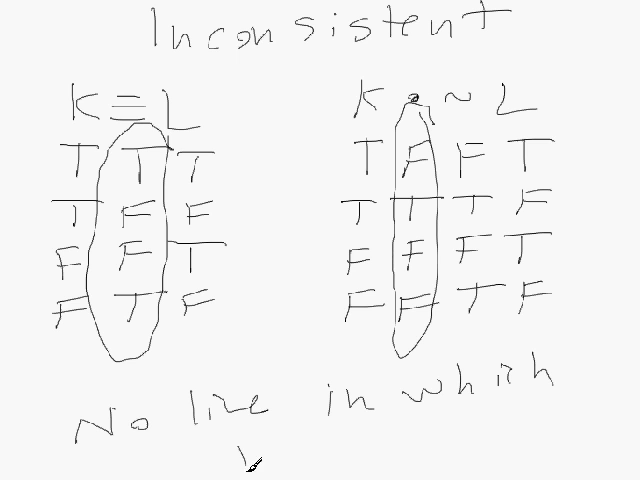 Inconsistent
K ≡ L K • ~ L
T T T T F F T
T F F T T T F
F F T F F F T
F T F F F T F
No line in which